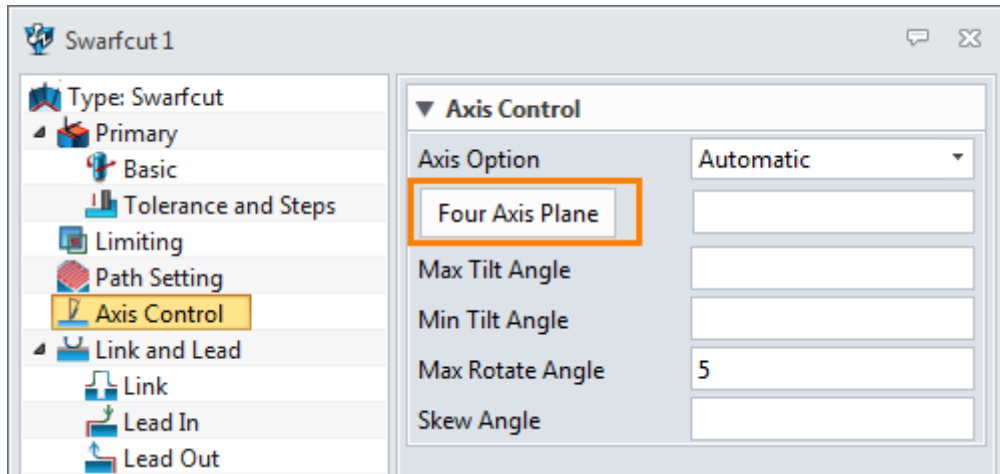 Swarfcut 1
Type: Swarfcut
Primary
Basic
Tolerance and Steps
Limiting
Path Setting
Axis Control
Link and Lead
Link
Lead In
Lead Out
Axis Control
Axis Option Automatic
Four Axis Plane
Max Tilt Angle
Min Tilt Angle
Max Rotate Angle 5
Skew Angle